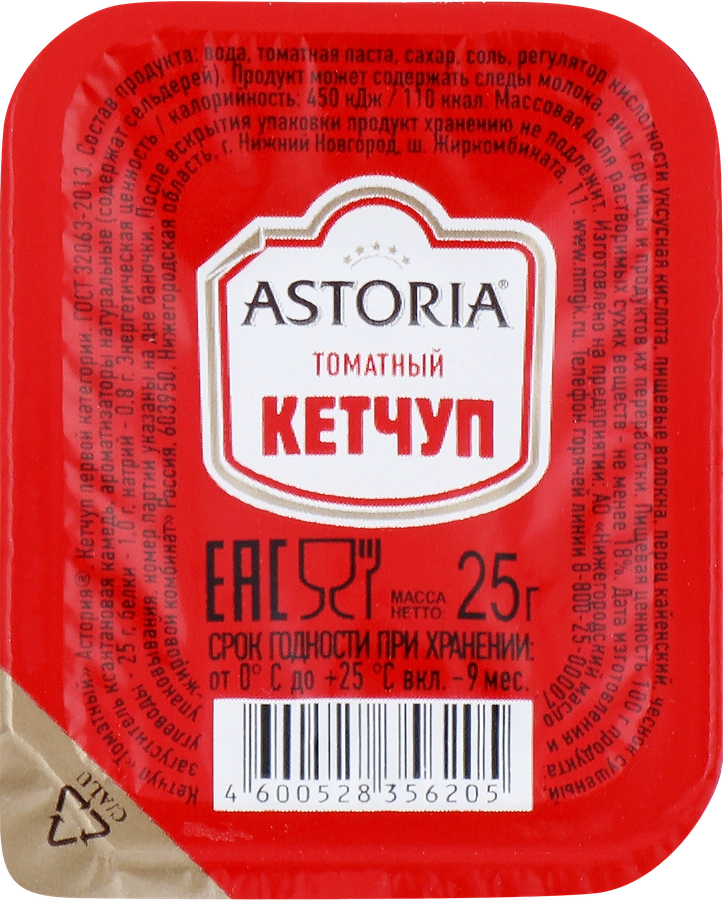 Кетчуп «Томатный» «Астория® Кетчуп первой категории. ГОСТ 32063-2013. Состав продукта: вода, томатная паста, сахар, соль, регулятор кислотности уксусная кислота, пищевые волокна, перец кайенский, чеснок сушеный,
загуститель ксантановая камедь, ароматизаторы натуральные (содержат сельдерей). Продукт может содержать следы молока, яиц, горчицы и продуктов их переработки. Пищевая ценность 100 г продукта:
углеводы - 25 г, белки - 1,0 г, натрий - 0,8 г. Энергетическая ценность / калорийность: 450 кДж / 110 ккал. Массовая доля растворимых сухих веществ - не менее 18%. Дата изготовления и
упаковывания, номер партии указаны на дне баночки. После вскрытия упаковки продукт хранению не подлежит. Изготовлено на предприятии: АО «Нижегородский масло
-жировой комбинат» Россия, 603950, Нижегородская область, г. Нижний Новгород, ш. Жиркомбината, 11. www.nmgk.ru. Телефон горячей линии 8-800-25-00007
ASTORIA®
ТОМАТНЫЙ
КЕТЧУП
EAC
МАССА
НЕТТО: 25г
СРОК ГОДНОСТИ ПРИ ХРАНЕНИИ:
от 0° С до +25 °С вкл. – 9 мес.
4 600528 356205
C/ALU